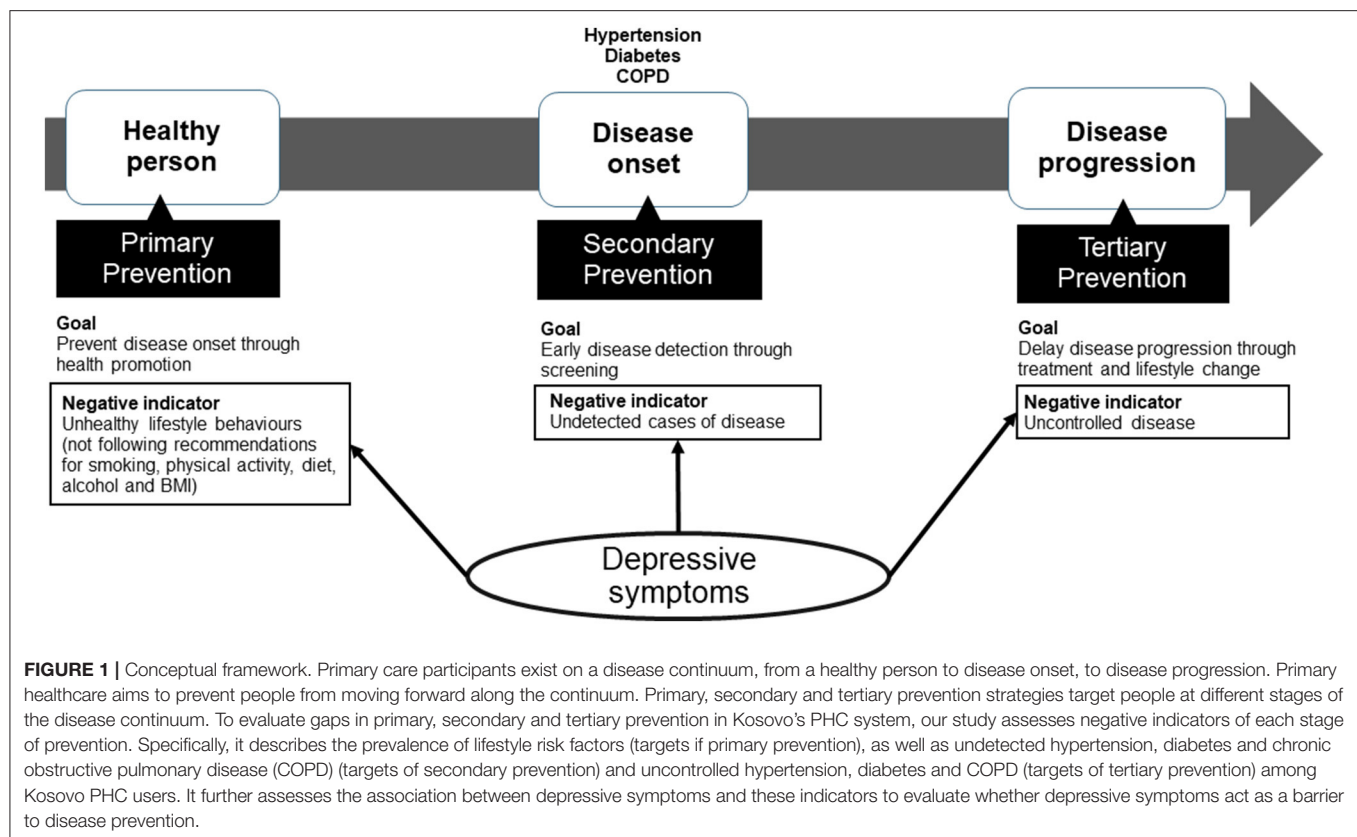 Hypertension
Diabetes
COPD
Healthy
person
Disease
onset
Disease
progression
Primary
Prevention
Secondary
Prevention
Tertiary
Prevention
Goal
Prevent disease onset through
health promotion
Goal
Early disease detection through
screening
Goal
Delay disease progression through
treatment and lifestyle change
Negative indicator
Unhealthy lifestyle behaviours
(not following recommendations
for smoking, physical activity, diet,
alcohol and BMI)
Negative indicator
Undetected cases of disease
Negative indicator
Uncontrolled disease
Depressive
symptoms
FIGURE 1 | Conceptual framework. Primary care participants exist on a disease continuum, from a healthy person to disease onset, to disease progression. Primary
healthcare aims to prevent people from moving forward along the continuum. Primary, secondary and tertiary prevention strategies target people at different stages of
the disease continuum. To evaluate gaps in primary, secondary and tertiary prevention in Kosovo's PHC system, our study assesses negative indicators of each stage
of prevention. Specifically, it describes the prevalence of lifestyle risk factors (targets if primary prevention), as well as undetected hypertension, diabetes and chronic
obstructive pulmonary disease (COPD) (targets of secondary prevention) and uncontrolled hypertension, diabetes and COPD (targets of tertiary prevention) among
Kosovo PHC users. It further assesses the association between depressive symptoms and these indicators to evaluate whether depressive symptoms act as a barrier
to disease prevention.